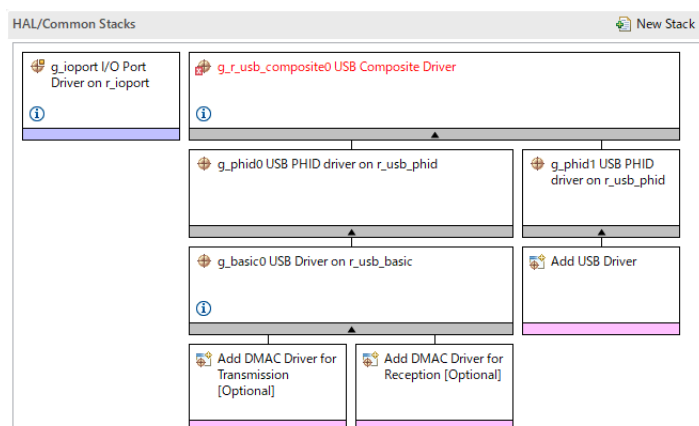 HAL/Common Stacks
New Stack
g_ioport I/O Port
Driver on r_ioport
g_r_usb_composite0 USB Composite Driver
g_phid0 USB PHID driver on r_usb_phid
g_phid1 USB PHID
driver on r_usb_phid
g_basic0 USB Driver on r_usb_basic
Add USB Driver
Add DMAC Driver for
Transmission
[Optional]
Add DMAC Driver for
Reception [Optional]